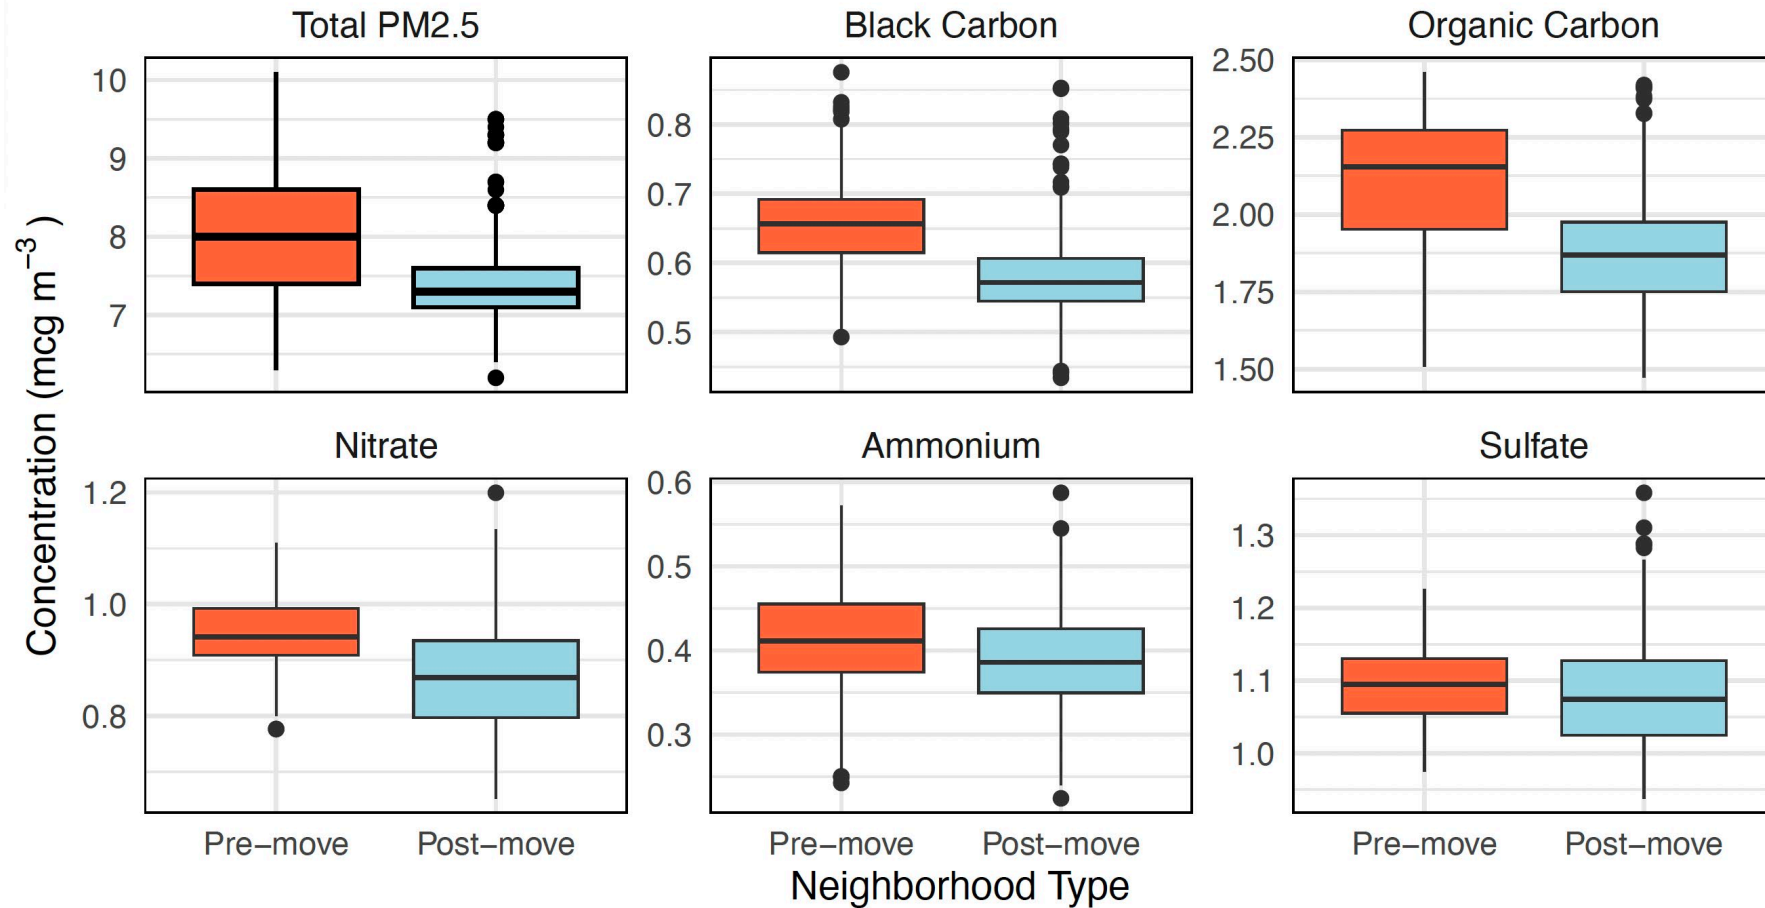 Total PM2.5
Black Carbon
Organic Carbon
10
9
8
7
0.8
0.7
0.6
0.5
2.50
2.25
2.00
1.75
1.50
Concentration (mcg m⁻³)
Nitrate
Ammonium
Sulfate
1.2
1.0
0.8
0.6
0.5
0.4
0.3
1.3
1.2
1.1
1.0
Pre−move Post−move
Pre−move Post−move
Pre−move Post−move
Neighborhood Type